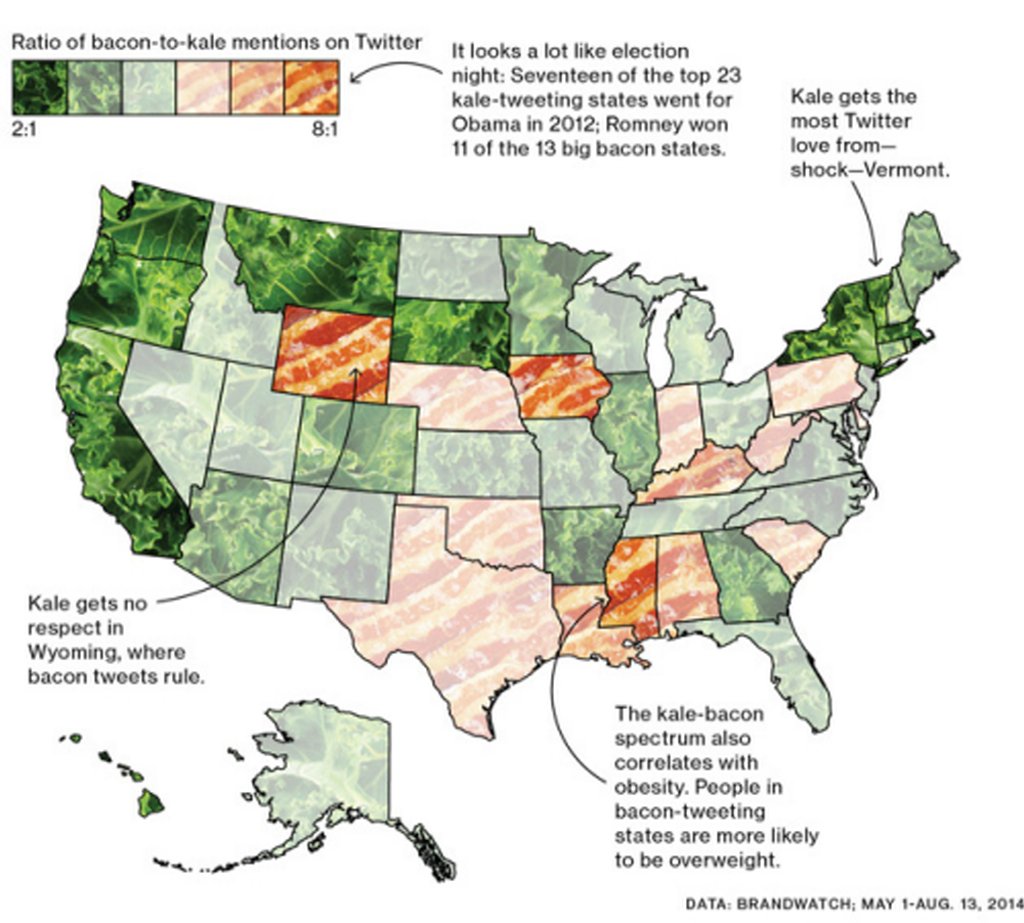 Ratio of bacon-to-kale mentions on Twitter
2:1
8:1
It looks a lot like election
night: Seventeen of the top 23
kale-tweeting states went for
Obama in 2012; Romney won
11 of the 13 big bacon states.
Kale gets the
most Twitter
love from—
shock—Vermont.
Kale gets no
respect in
Wyoming, where
bacon tweets rule.
The kale-bacon
spectrum also
correlates with
obesity. People in
bacon-tweeting
states are more likely
to be overweight.
DATA: BRANDWATCH; MAY 1-AUG. 13, 2014